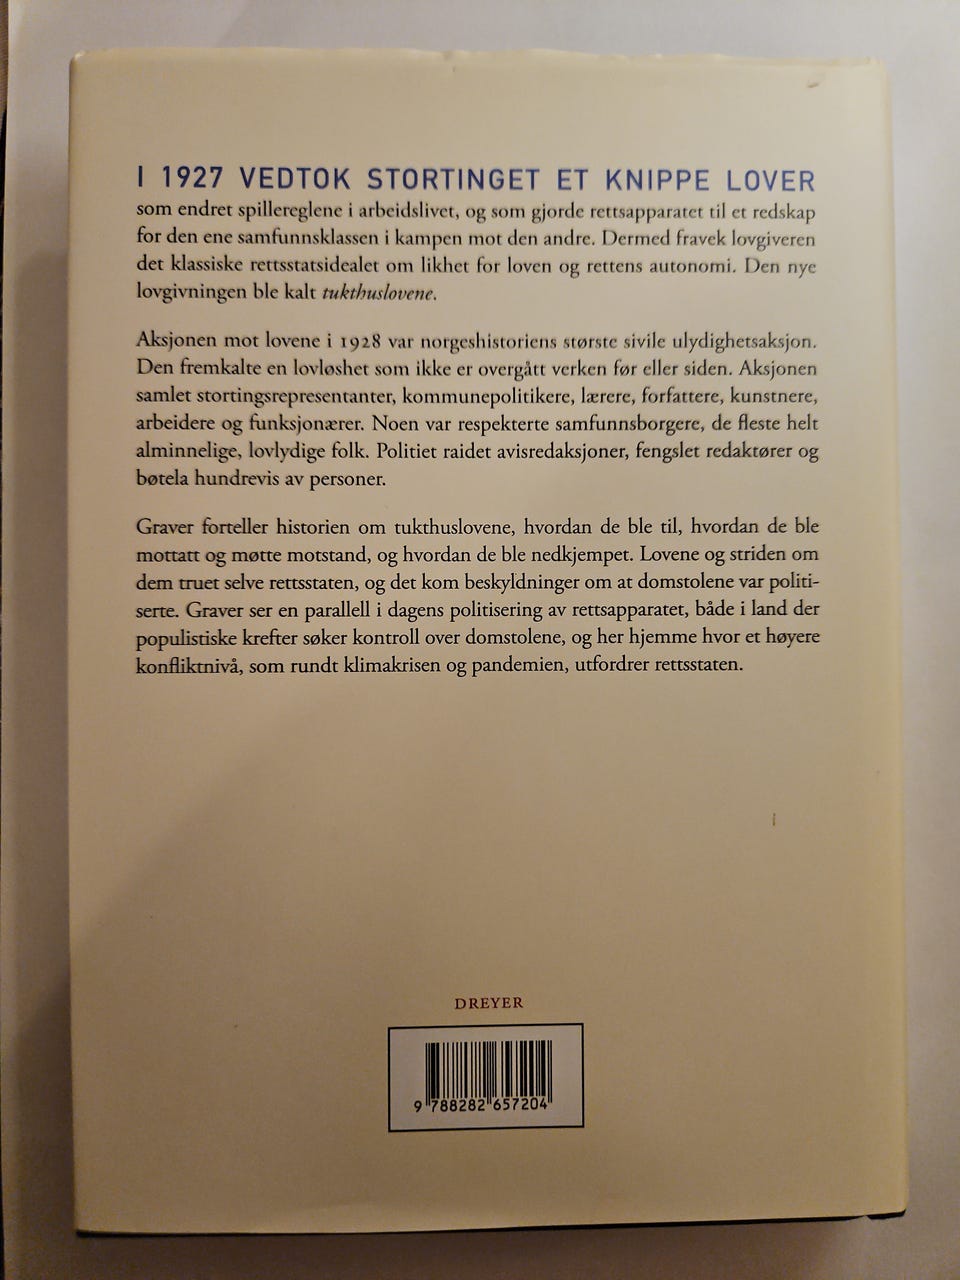 I 1927 VEDTOK STORTINGET ET KNIPPE LOVER
som endret spillereglene i arbeidslivet, og som gjorde rettsapparatet til et redskap
for den ene samfunnsklassen i kampen mot den andre. Dermed fravek lovgiveren
det klassiske rettsstatsidealet om likhet for loven og rettens autonomi. Den nye
lovgivningen ble kalt tukthuslovene.
Aksjonen mot lovene i 1928 var norgeshistoriens største sivile ulydighetsaksjon.
Den fremkalte en lovløshet som ikke er overgått verken før eller siden. Aksjonen
samlet stortingsrepresentanter, kommunepolitikere, lærere, forfattere, kunstnere,
arbeidere og funksjonærer. Noen var respekterte samfunnsborgere, de fleste helt
alminnelige, lovlydige folk. Politiet raidet avisredaksjoner, fengslet redaktører og
bøtela hundrevis av personer.
Graver forteller historien om tukthuslovene, hvordan de ble til, hvordan de ble
mottatt og møtte motstand, og hvordan de ble nedkjempet. Lovene og striden om
dem truet selve rettsstaten, og det kom beskyldninger om at domstolene var politi-
serte. Graver ser en parallell i dagens politisering av rettsapparatet, både i land der
populistiske krefter søker kontroll over domstolene, og her hjemme hvor et høyere
konfliktnivå, som rundt klimakrisen og pandemien, utfordrer rettsstaten.
DREYER
9 788282 657204